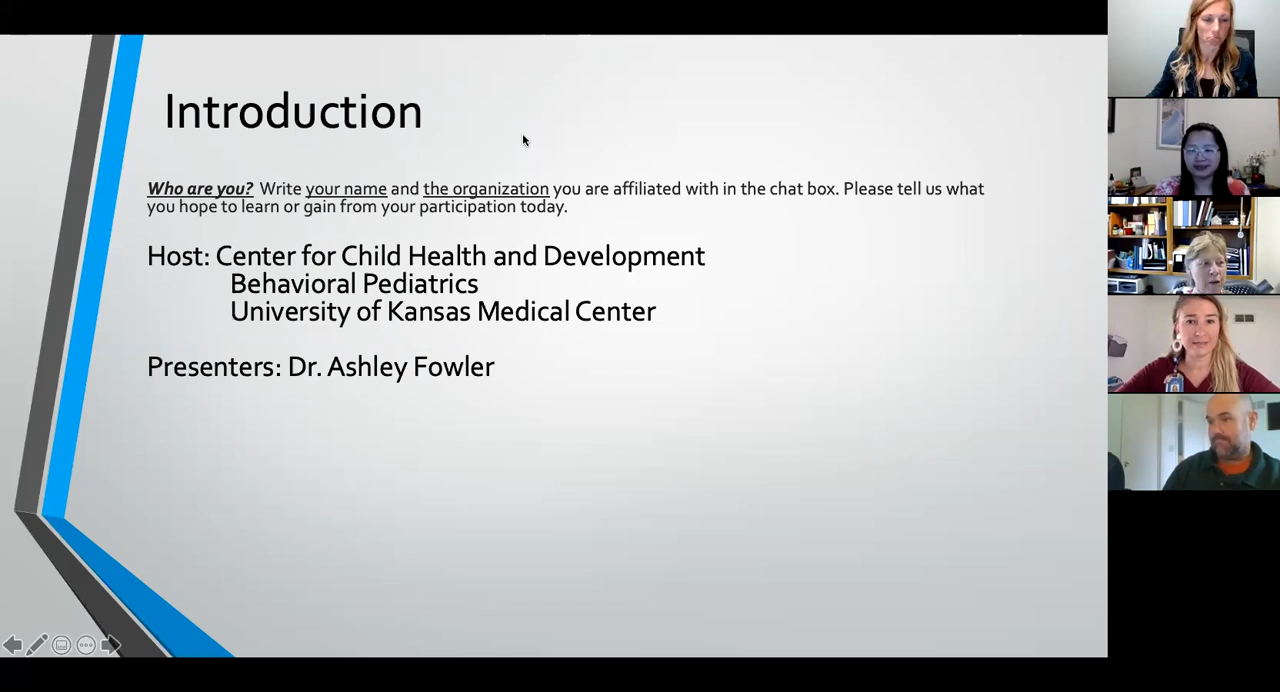 Introduction
Who are you? Write your name and the organization you are affiliated with in the chat box. Please tell us what
you hope to learn or gain from your participation today.
Host: Center for Child Health and Development
Behavioral Pediatrics
University of Kansas Medical Center
Presenters: Dr. Ashley Fowler